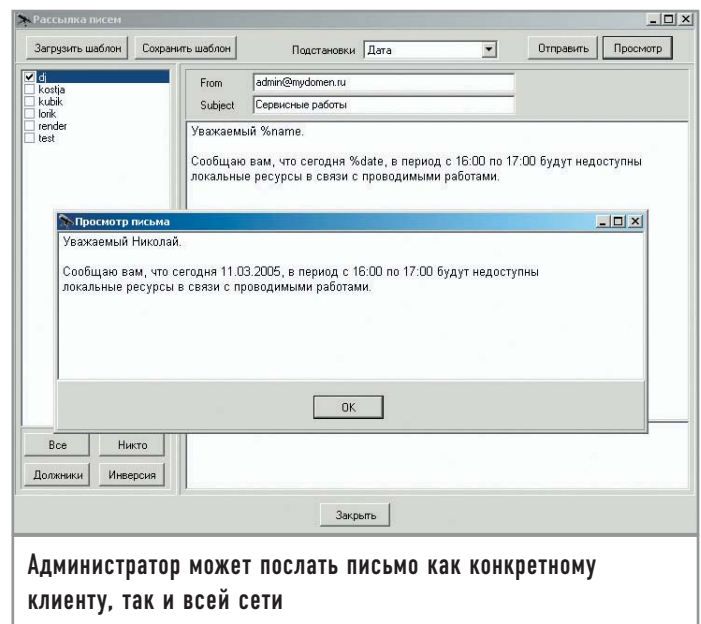 Рассылка писем
Загрузить шаблон Сохранить шаблон Подстановки Дата Отправить Просмотр
dj
kostja
kubik
lorik
render
test
From admin@mydomen.ru
Subject Сервисные работы
Уважаемый %name.
Сообщаю вам, что сегодня %date, в период с 16:00 по 17:00 будут недоступны
локальные ресурсы в связи с проводимыми работами.
Просмотр письма
Уважаемый Николай.
Сообщаю вам, что сегодня 11.03.2005, в период с 16:00 по 17:00 будут недоступны
локальные ресурсы в связи с проводимыми работами.
OK
Все Никто
Должники Инверсия
Закрыть
Администратор может послать письмо как конкретному
клиенту, так и всей сети